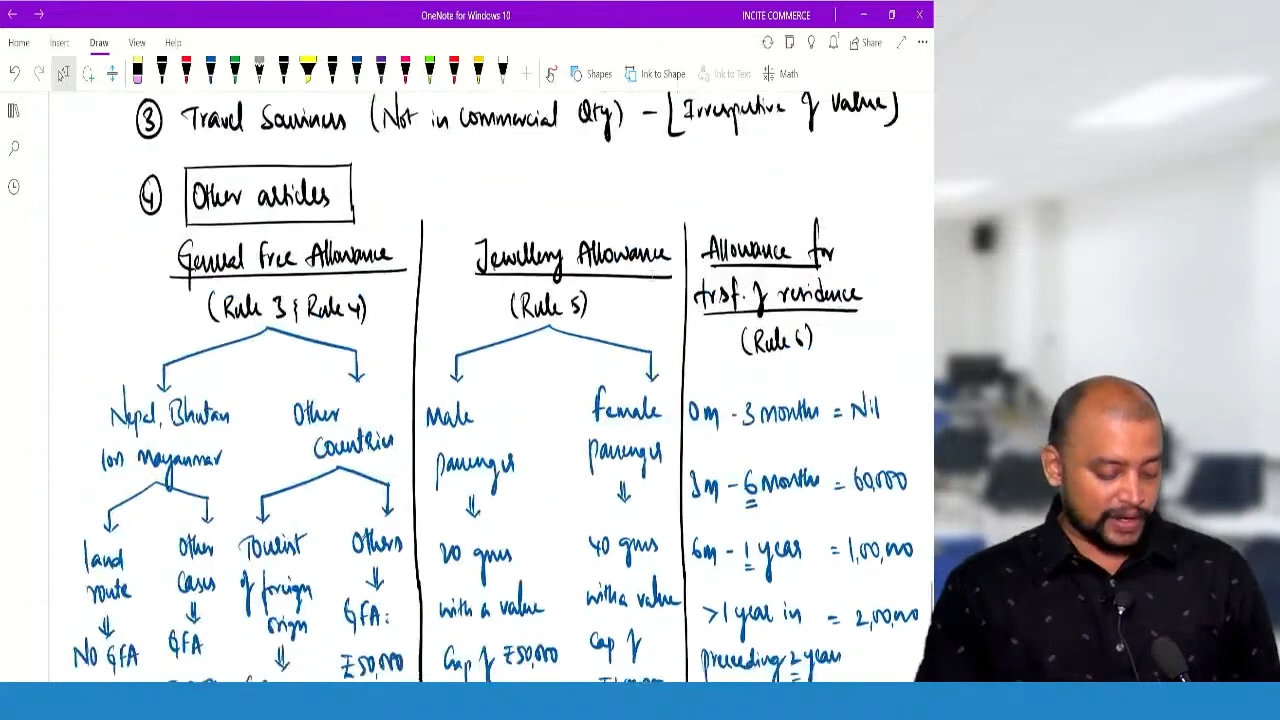 OneNote for Windows 10
INCITE COMMERCE
Home Insert Draw View Help
Share
Shapes Ink to Shape Ink to Text Math
③ Travel Souvineus (Not in commercial Qty) - [Irrespective of value]
④ Other articles
General Free Allowance
(Rule 3 & Rule 4)
Nepal, Bhutan
(or) Mayanmar
Other
Countries
land
route
NO GFA
Other
Cases
GFA
Tourist
of foreign
origin
Others
GFA:
₹50,000
Jewellery Allowance
(Rule 5)
Male
passenger
20 gms
with a value
Cap of ₹50,000
female
passenger
40 gms
with a value
Cap of
Allowance for
trsf. of residence
(Rule 6)
0m - 3 months = Nil
3m - 6 months = 60,000
6m - 1 year = 1,00,000
>1 year in = 2,00,000
preceding 2 years